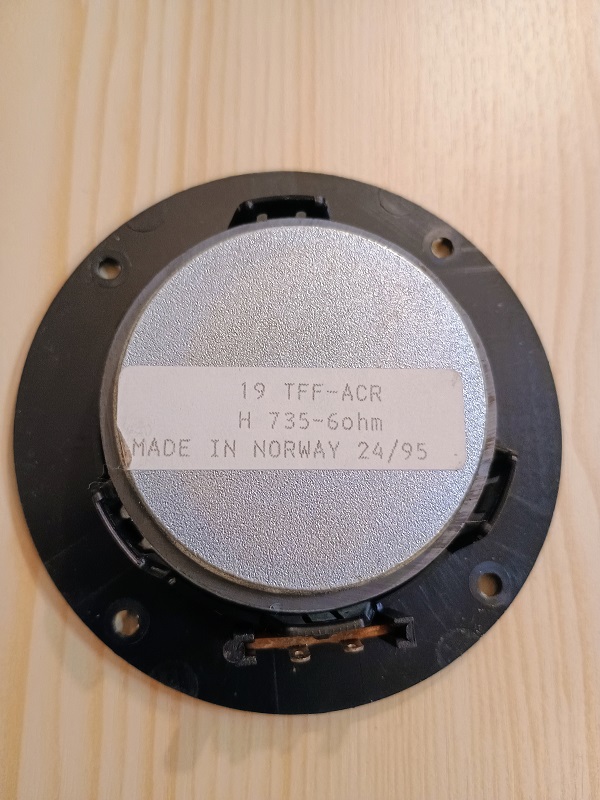 19 TFF-ACR
H 735-6ohm
MADE IN NORWAY 24/95